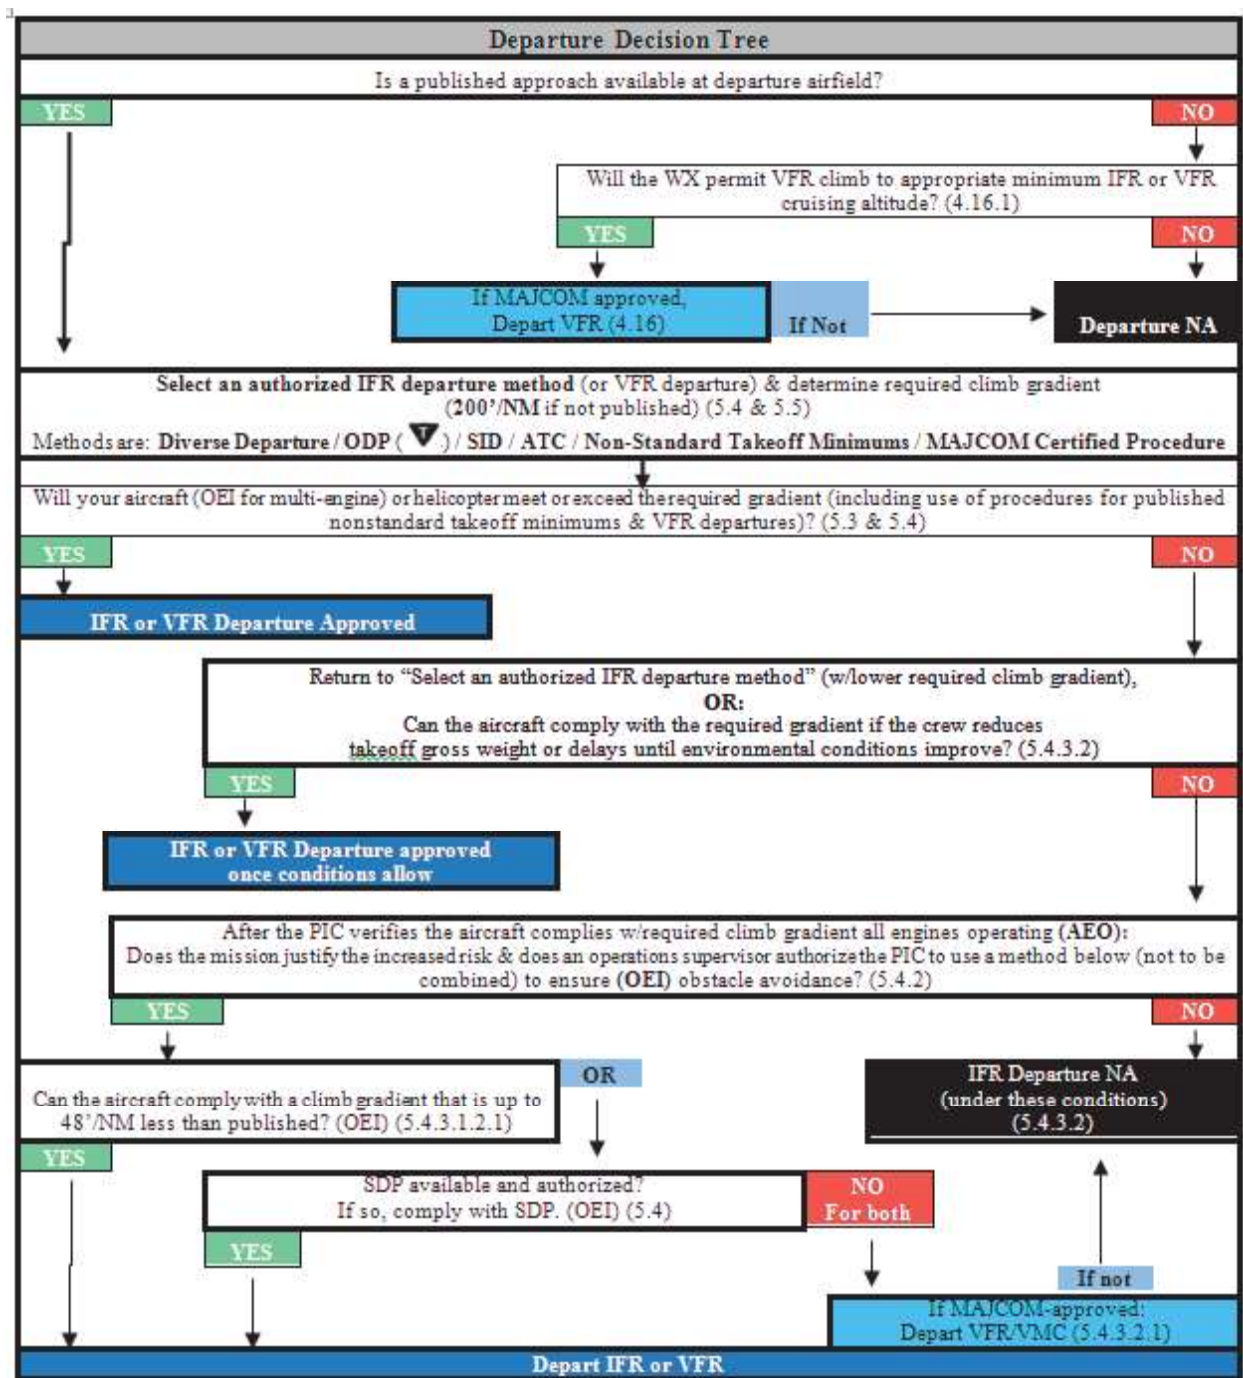 Departure Decision Tree
Is a published approach available at departure airfield?
YES
NO
Will the WX permit VFR climb to appropriate minimum IFR or VFR
cruising altitude? (4.16.1)
YES
NO
If MAJCOM approved,
Depart VFR (4.16)
If Not
Departure NA
Select an authorized IFR departure method (or VFR departure) & determine required climb gradient
(200'/NM if not published) (5.4 & 5.5)
Methods are: Diverse Departure / ODP ( T ) / SID / ATC / Non-Standard Takeoff Minimums / MAJCOM Certified Procedure
Will your aircraft (OEI for multi-engine) or helicopter meet or exceed the required gradient (including use of procedures for published
nonstandard takeoff minimums & VFR departures)? (5.3 & 5.4)
YES
NO
IFR or VFR Departure Approved
Return to "Select an authorized IFR departure method" (w/lower required climb gradient),
OR:
Can the aircraft comply with the required gradient if the crew reduces
takeoff gross weight or delays until environmental conditions improve? (5.4.3.2)
YES
NO
IFR or VFR Departure approved
once conditions allow
After the PIC verifies the aircraft complies w/required climb gradient all engines operating (AEO):
Does the mission justify the increased risk & does an operations supervisor authorize the PIC to use a method below (not to be
combined) to ensure (OEI) obstacle avoidance? (5.4.2)
YES
NO
Can the aircraft comply with a climb gradient that is up to
48'/NM less than published? (OEI) (5.4.3.1.2.1)
OR
IFR Departure NA
(under these conditions)
(5.4.3.2)
YES
SDP available and authorized?
If so, comply with SDP. (OEI) (5.4)
NO
For both
YES
If not
If MAJCOM-approved:
Depart VFR/VMC (5.4.3.2.1)
Depart IFR or VFR